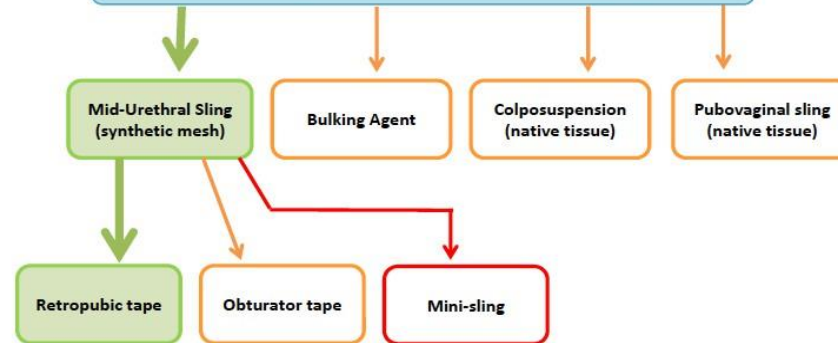 Mid-Urethral Sling
(synthetic mesh)
Bulking Agent
Colposuspension
(native tissue)
Pubovaginal sling
(native tissue)
Retropubic tape
Obturator tape
Mini-sling